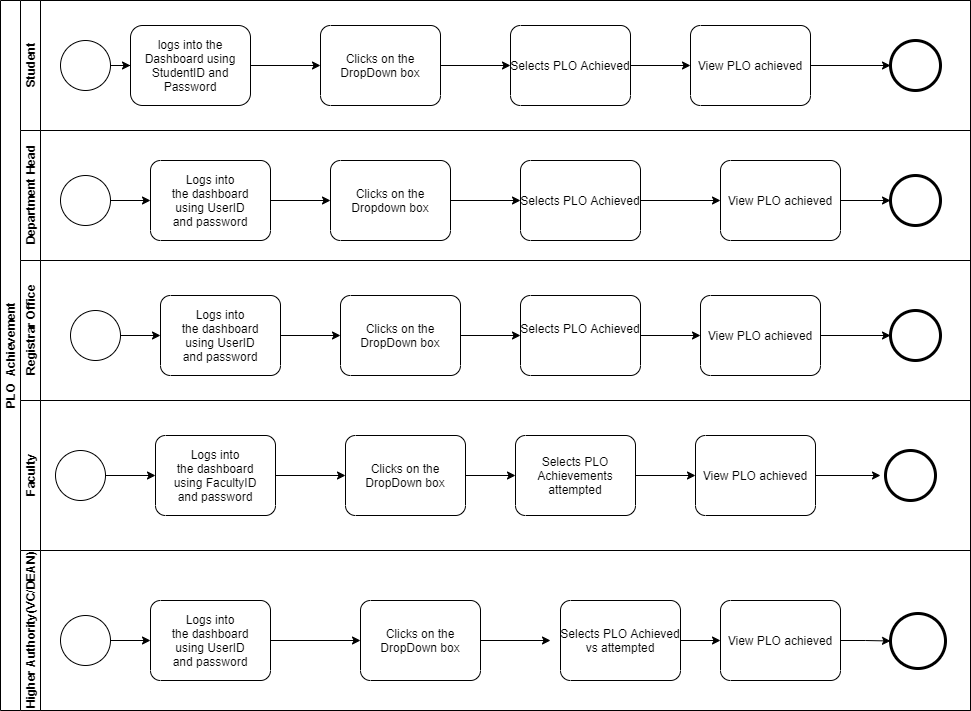 PLO Achievement
Student
logs into the
Dashboard using
StudentID and
Password
Clicks on the
DropDown box
Selects PLO Achieved
View PLO achieved
Department Head
Logs into
the dashboard
using UserID
and password
Clicks on the
Dropdown box
Selects PLO Achieved
View PLO achieved
Registrar Office
Logs into
the dashboard
using UserID
and password
Clicks on the
DropDown box
Selects PLO Achieved
View PLO achieved
Faculty
Logs into
the dashboard
using FacultyID
and password
Clicks on the
DropDown box
Selects PLO
Achievements
attempted
View PLO achieved
Higher Authority(VC/DEAN)
Logs into
the dashboard
using UserID
and password
Clicks on the
DropDown box
Selects PLO Achieved
vs attempted
View PLO achieved